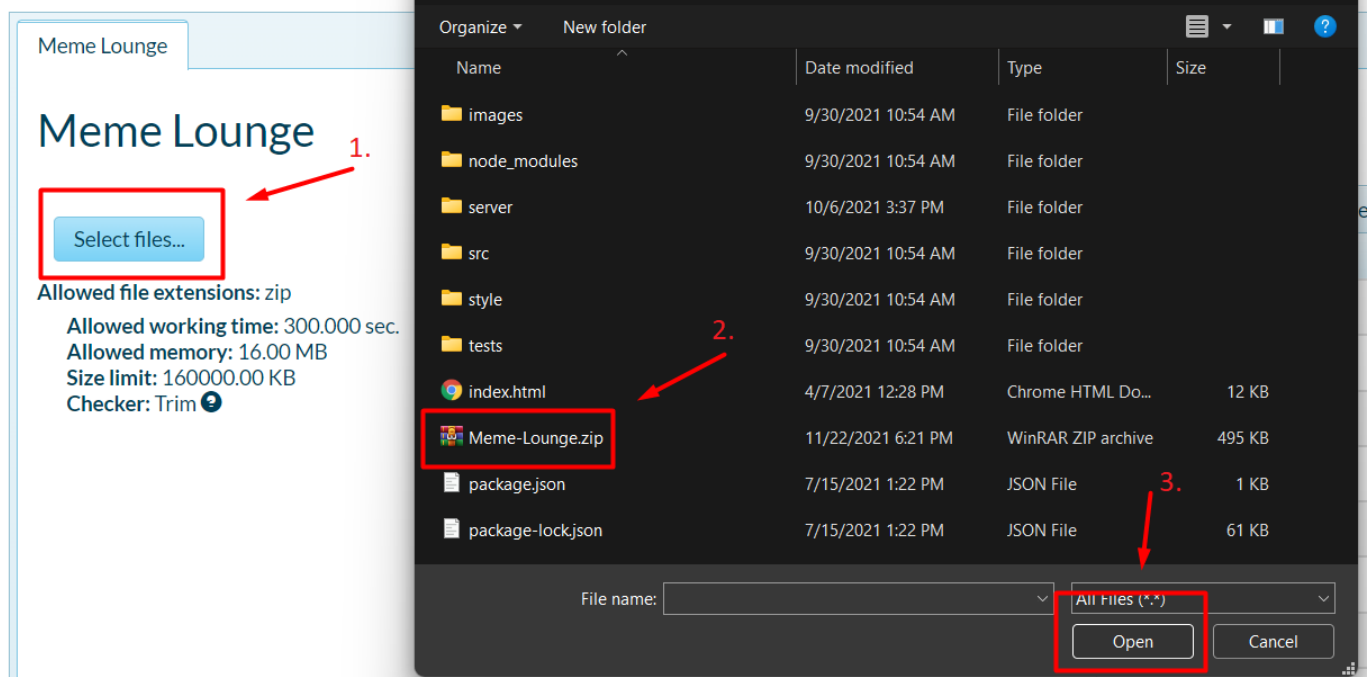 Meme Lounge
Meme Lounge
1.
Select files...
Allowed file extensions: zip
Allowed working time: 300.000 sec.
Allowed memory: 16.00 MB
Size limit: 160000.00 KB
Checker: Trim ?
Organize New folder ?
Name Date modified Type Size
images 9/30/2021 10:54 AM File folder
node_modules 9/30/2021 10:54 AM File folder
server 10/6/2021 3:37 PM File folder
src 9/30/2021 10:54 AM File folder
style 9/30/2021 10:54 AM File folder
2.
tests 9/30/2021 10:54 AM File folder
index.html 4/7/2021 12:28 PM Chrome HTML Do... 12 KB
Meme-Lounge.zip 11/22/2021 6:21 PM WinRAR ZIP archive 495 KB
3.
package.json 7/15/2021 1:22 PM JSON File 1 KB
package-lock.json 7/15/2021 1:22 PM JSON File 61 KB
File name: All Files (*.*)
Open Cancel